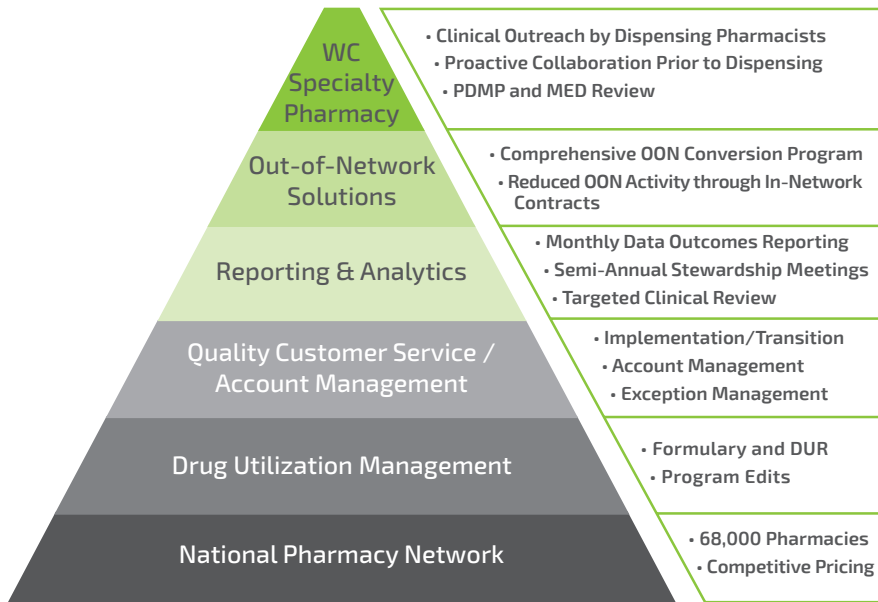 WC
Specialty
Pharmacy
• Clinical Outreach by Dispensing Pharmacists
• Proactive Collaboration Prior to Dispensing
• PDMP and MED Review
Out-of-Network
Solutions
• Comprehensive OON Conversion Program
• Reduced OON Activity through In-Network
Contracts
Reporting & Analytics
• Monthly Data Outcomes Reporting
• Semi-Annual Stewardship Meetings
• Targeted Clinical Review
Quality Customer Service /
Account Management
• Implementation/Transition
• Account Management
• Exception Management
Drug Utilization Management
• Formulary and DUR
• Program Edits
National Pharmacy Network
• 68,000 Pharmacies
• Competitive Pricing